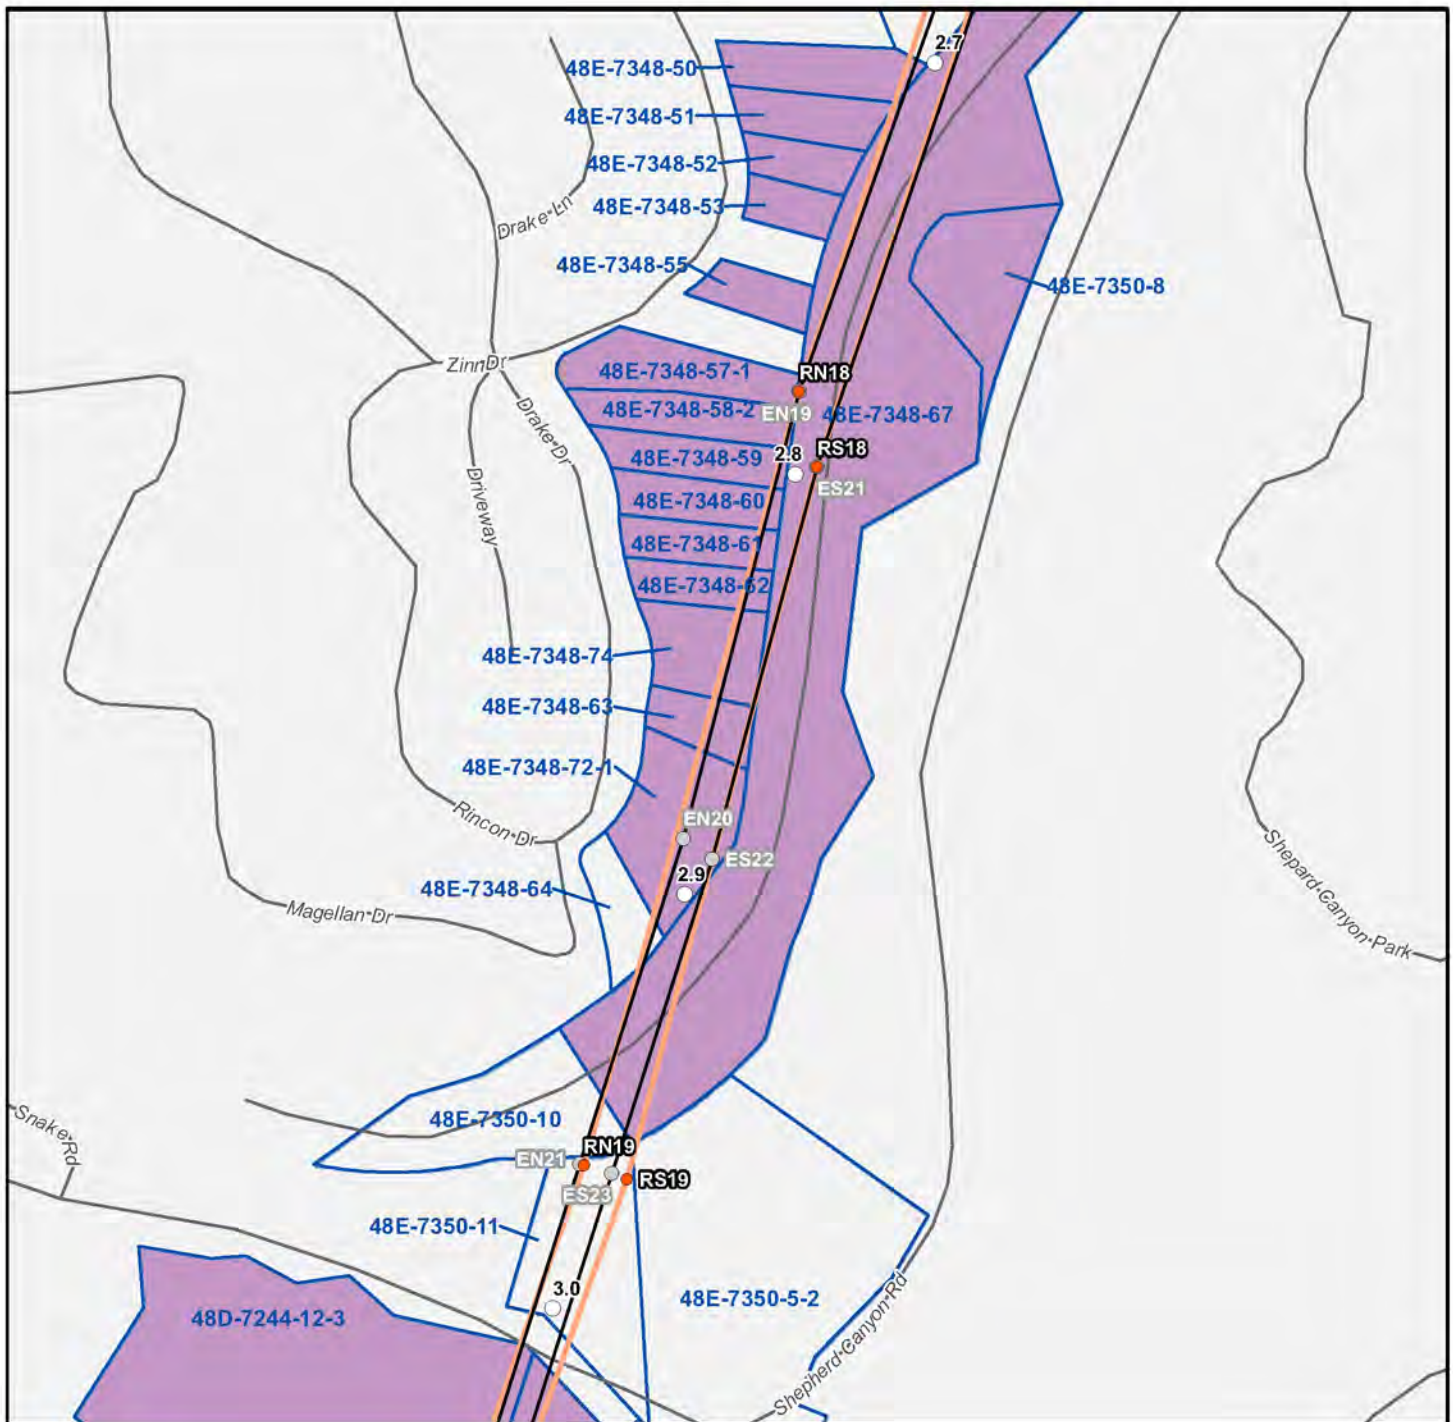 2.7
48E-7348-50
48E-7348-51
48E-7348-52
48E-7348-53
Drake Ln
48E-7348-55
48E-7350-8
Zinn Dr
48E-7348-57-1
RN18
48E-7348-58-2
EN19
48E-7348-67
Drake Dr
48E-7348-59
2.8
RS18
ES21
Driveway
48E-7348-60
48E-7348-61
48E-7348-62
48E-7348-74
48E-7348-63
48E-7348-72-1
Rincon Dr
EN20
ES22
2.9
48E-7348-64
Magellan Dr
Shepard Canyon Park
Snake Rd
48E-7350-10
RN19
EN21
RS19
ES23
48E-7350-11
3.0
48E-7350-5-2
48D-7244-12-3
Shepherd Canyon Rd